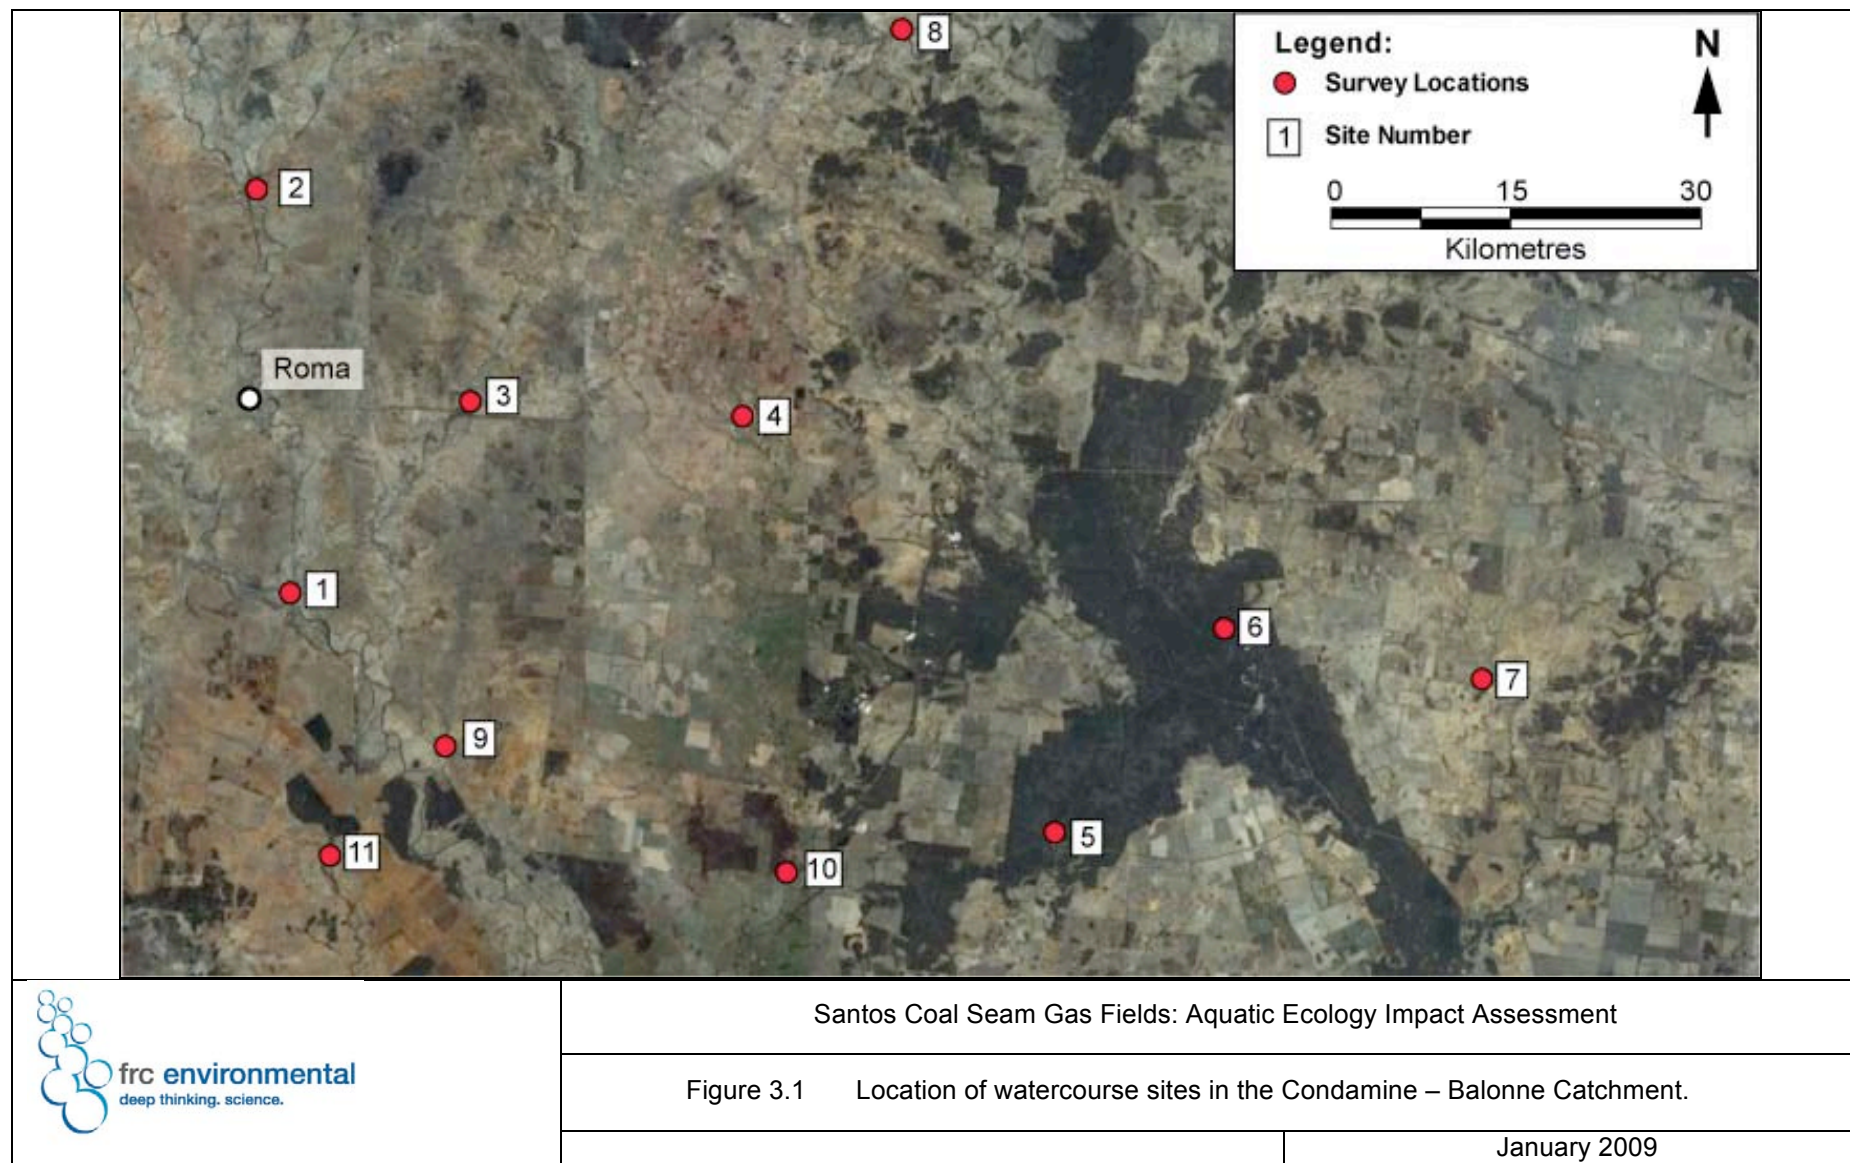 8
Legend:
N
Survey Locations
1 Site Number
0 15 30
Kilometres
2
Roma
3
4
1
6
7
9
5
11
10
frc environmental
deep thinking. science.
Santos Coal Seam Gas Fields: Aquatic Ecology Impact Assessment
Figure 3.1 Location of watercourse sites in the Condamine – Balonne Catchment.
January 2009